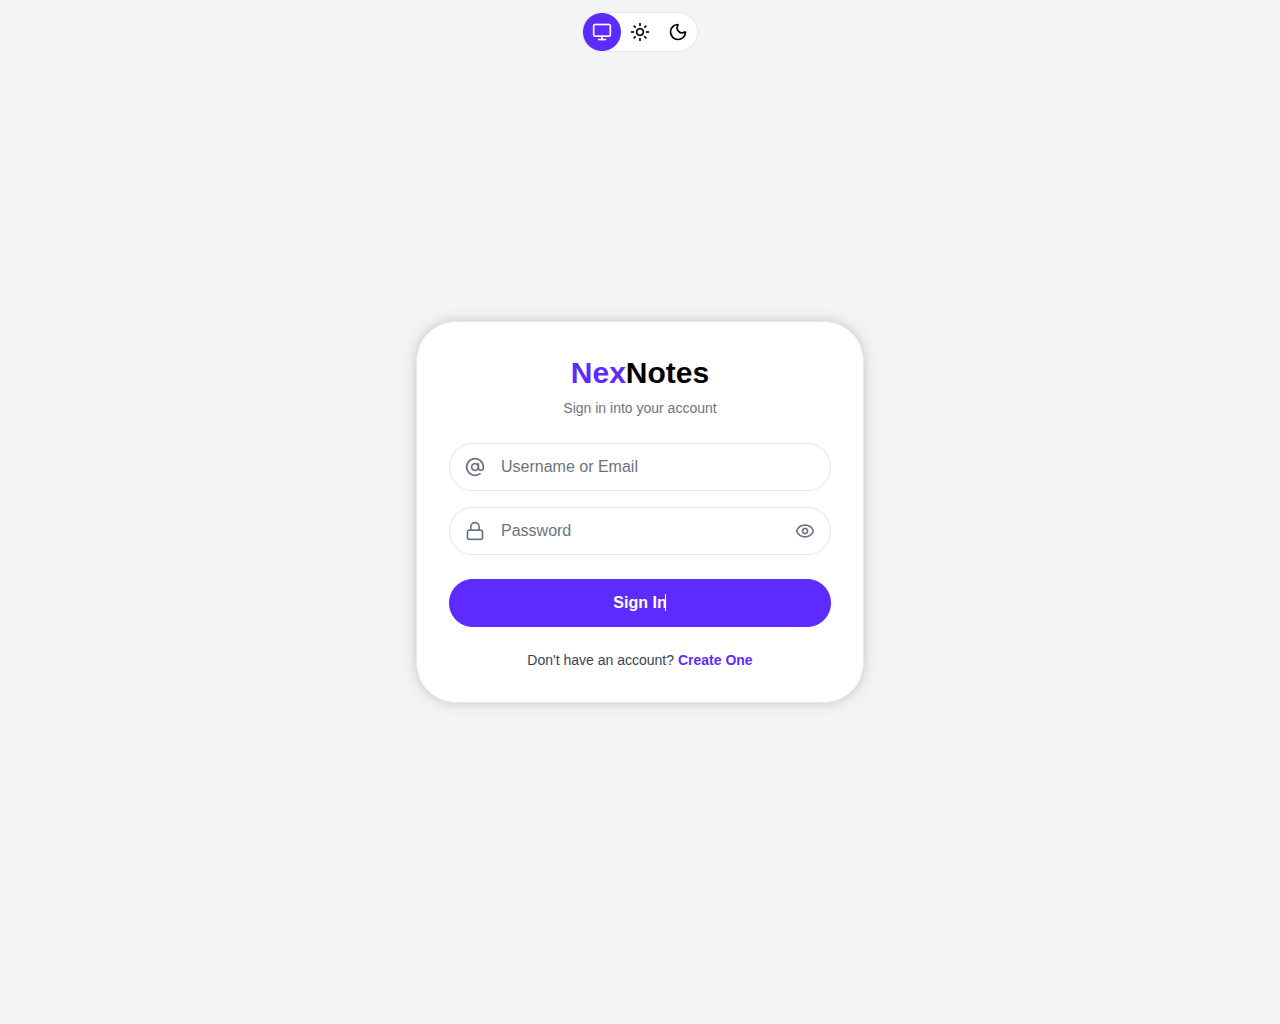 NexNotes
Sign in into your account
Username or Email
Password
Sign In
Don't have an account? Create One